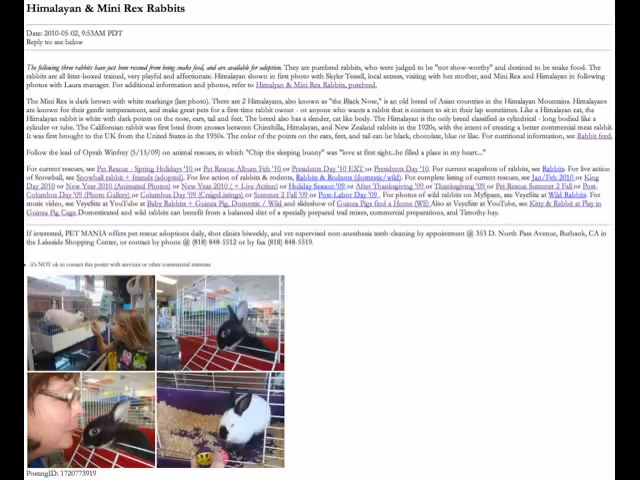 Himalayan & Mini Rex Rabbits
Date: 2010-05-02, 9:53AM PDT
Reply to: see below
The following three rabbits have just been rescued from being snake food, and are available for adoption. They are purebred rabbits, who were judged to be "not show-worthy" and destined to be snake food. The
rabbits are all litter-boxed trained, very playful and affectionate. Himalayan shown in first photo with Skyler Tessell, local actress, visiting with her mother, and Mini Rex and Himalayan in following
photos with Laura manager. For additional information and photos, refer to Himalyan & Mini Rex Rabbits, purebred.
The Mini Rex is dark brown with white markings (last photo). There are 2 Himalayans, also known as "the Black Nose," is an old breed of Asian countries in the Himalayan Mountains. Himalayans
are known for their gentle temperament, and make great pets for a first-time rabbit owner - or anyone who wants a rabbit that is content to sit in their lap sometimes. Like a Himalayan cat, the
Himalayan rabbit is white with dark points on the nose, ears, tail and feet. The breed also has a slender, cat like body. The Himalayan is the only breed classified as cylindrical - long bodied like a
cylinder or tube. The Californian rabbit was first bred from crosses between Chinchilla, Himalayan, and New Zealand rabbits in the 1920s, with the intent of creating a better commercial meat rabbit.
It was first brought to the UK from the United States in the 1950s. The color of the points on the ears, feet, and tail can be black, chocolate, blue or lilac. For nutritional information, see Rabbit feed.
Follow the lead of Oprah Winfrey (5/15/09) on animal rescues, in which "Chip the sleeping bunny" was "love at first sight...he filled a place in my heart..."
For current rescues, see Pet Rescue - Spring Holidays '10 or Pet Rescue Album Feb '10 or Presidents Day '10 EXT or Presidents Day '10. For current snapshots of rabbits, see Rabbits. For live action
of Snowball, see Snowball rabbit + friends (adopted). For live action of rabbits & rodents, Rabbits & Rodents (domestic/wild). For complete listing of current rescues, see Jan/Feb 2010 or King
Day 2010 or New Year 2010 (Animated Photos) or New Year 2010 (+ Live Action) or Holiday Season '09 or After Thanksgiving '09 or Thanksgiving '09 or Pet Rescue Summer 2 Fall or Post-
Columbus Day '09 (Photo Gallery) or Columbus Day '09 (CraigsListings) or Summer 2 Fall or Post-Labor Day '09. For photos of wild rabbits on MySpace, see VeyeSite at Wild Rabbits. For
music video, see VeyeSite at YouTube at Baby Rabbits + Guinea Pig, Domestic / Wild and slideshow of Guinea Pigs find a Home (WS) Also at VeyeSite at YouTube, see Kitty & Rabbit at Play in
Guinea Pig Cage. Domesticated and wild rabbits can benefit from a balanced diet of a specially prepared trail mixes, commercial preparations, and Timothy hay.
If interested, PET MANIA offers pet rescue adoptions daily, shot clinics biweekly, and vet-supervised non-anesthesia teeth-cleaning by appointment @ 353 D. North Pass Avenue, Burbank, CA in
the Lakeside Shopping Center, or contact by phone @ (818) 848-5512 or by fax (818) 848-5519.
it's NOT ok to contact this poster with services or other commercial interests
PostingID: 1720773919